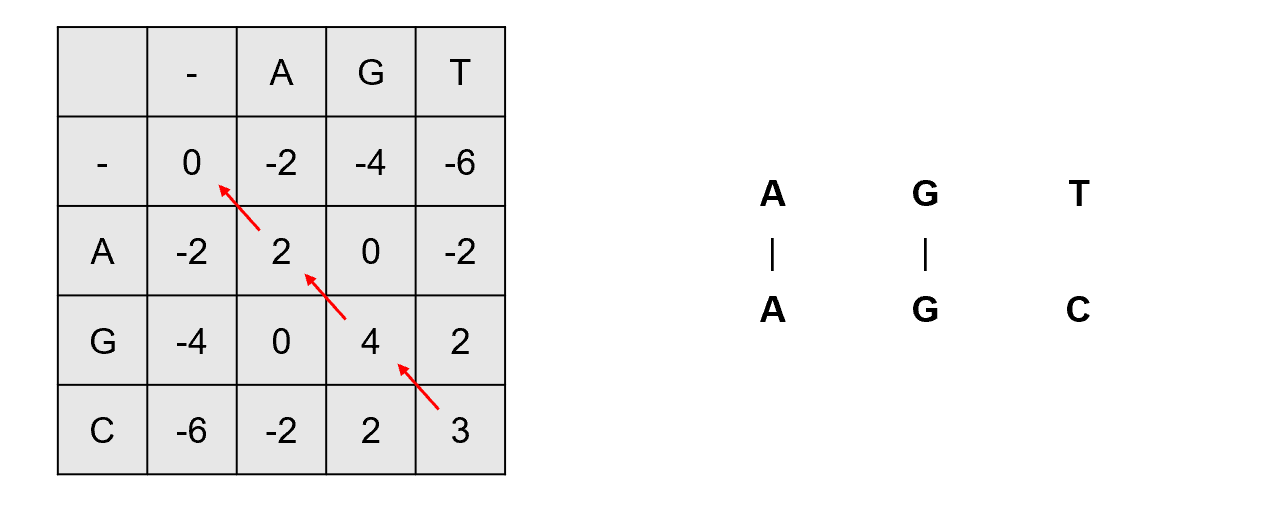 - A G T
- 0 -2 -4 -6
A -2 2 0 -2
G -4 0 4 2
C -6 -2 2 3
A G T
| |
A G C